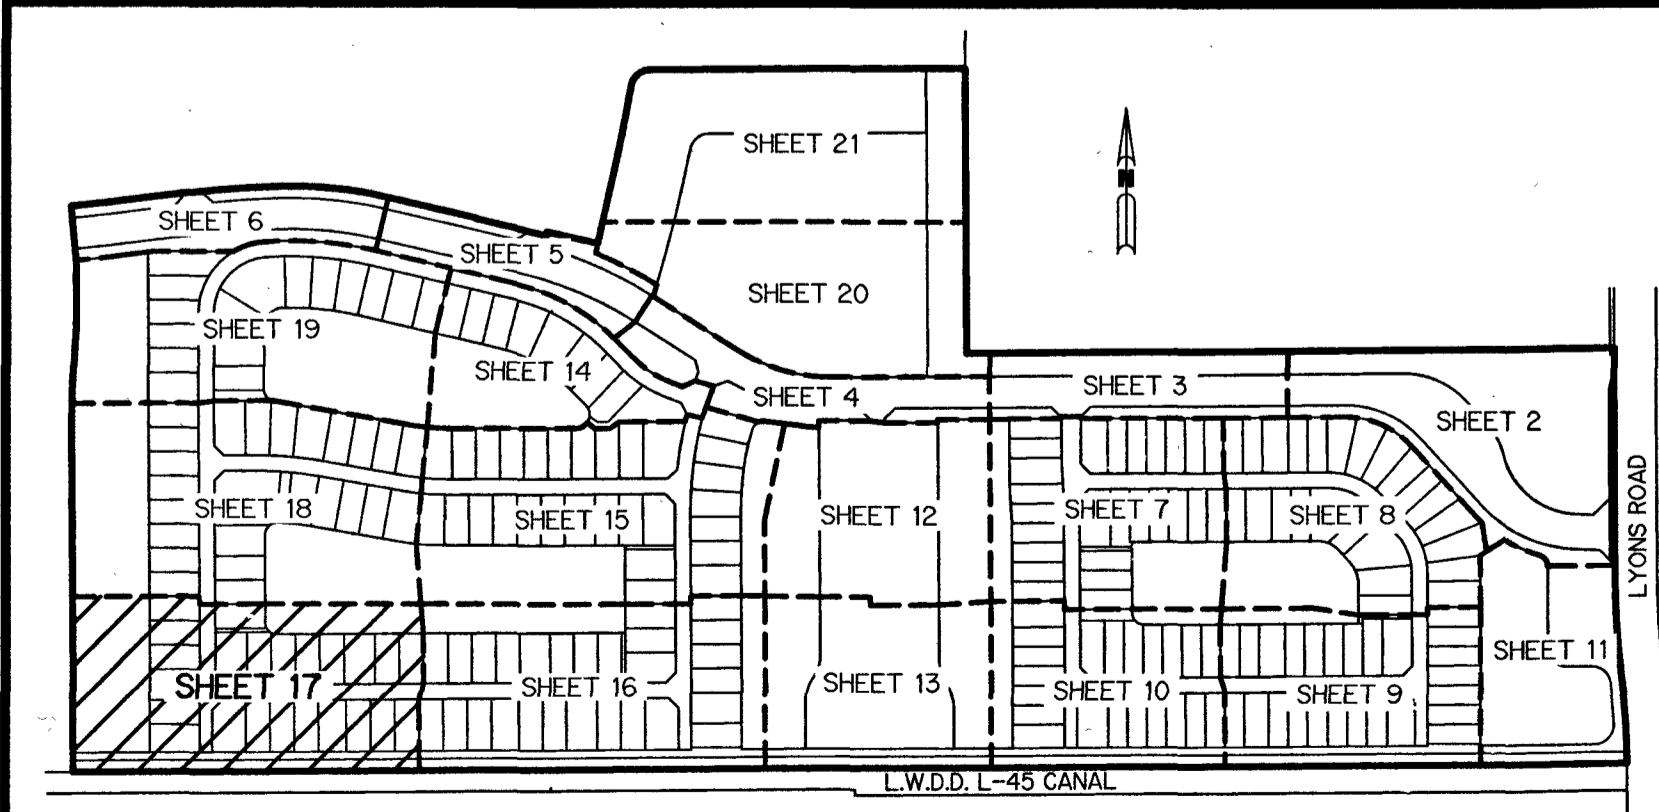 SHEET 21
N
SHEET 6
SHEET 5
SHEET 20
SHEET 19
SHEET 14
SHEET 4
SHEET 3
SHEET 2
SHEET 18
SHEET 15
SHEET 12
SHEET 7
SHEET 8
LYONS ROAD
SHEET 17
SHEET 16
SHEET 13
SHEET 10
SHEET 9
SHEET 11
L.W.D.D. L-45 CANAL